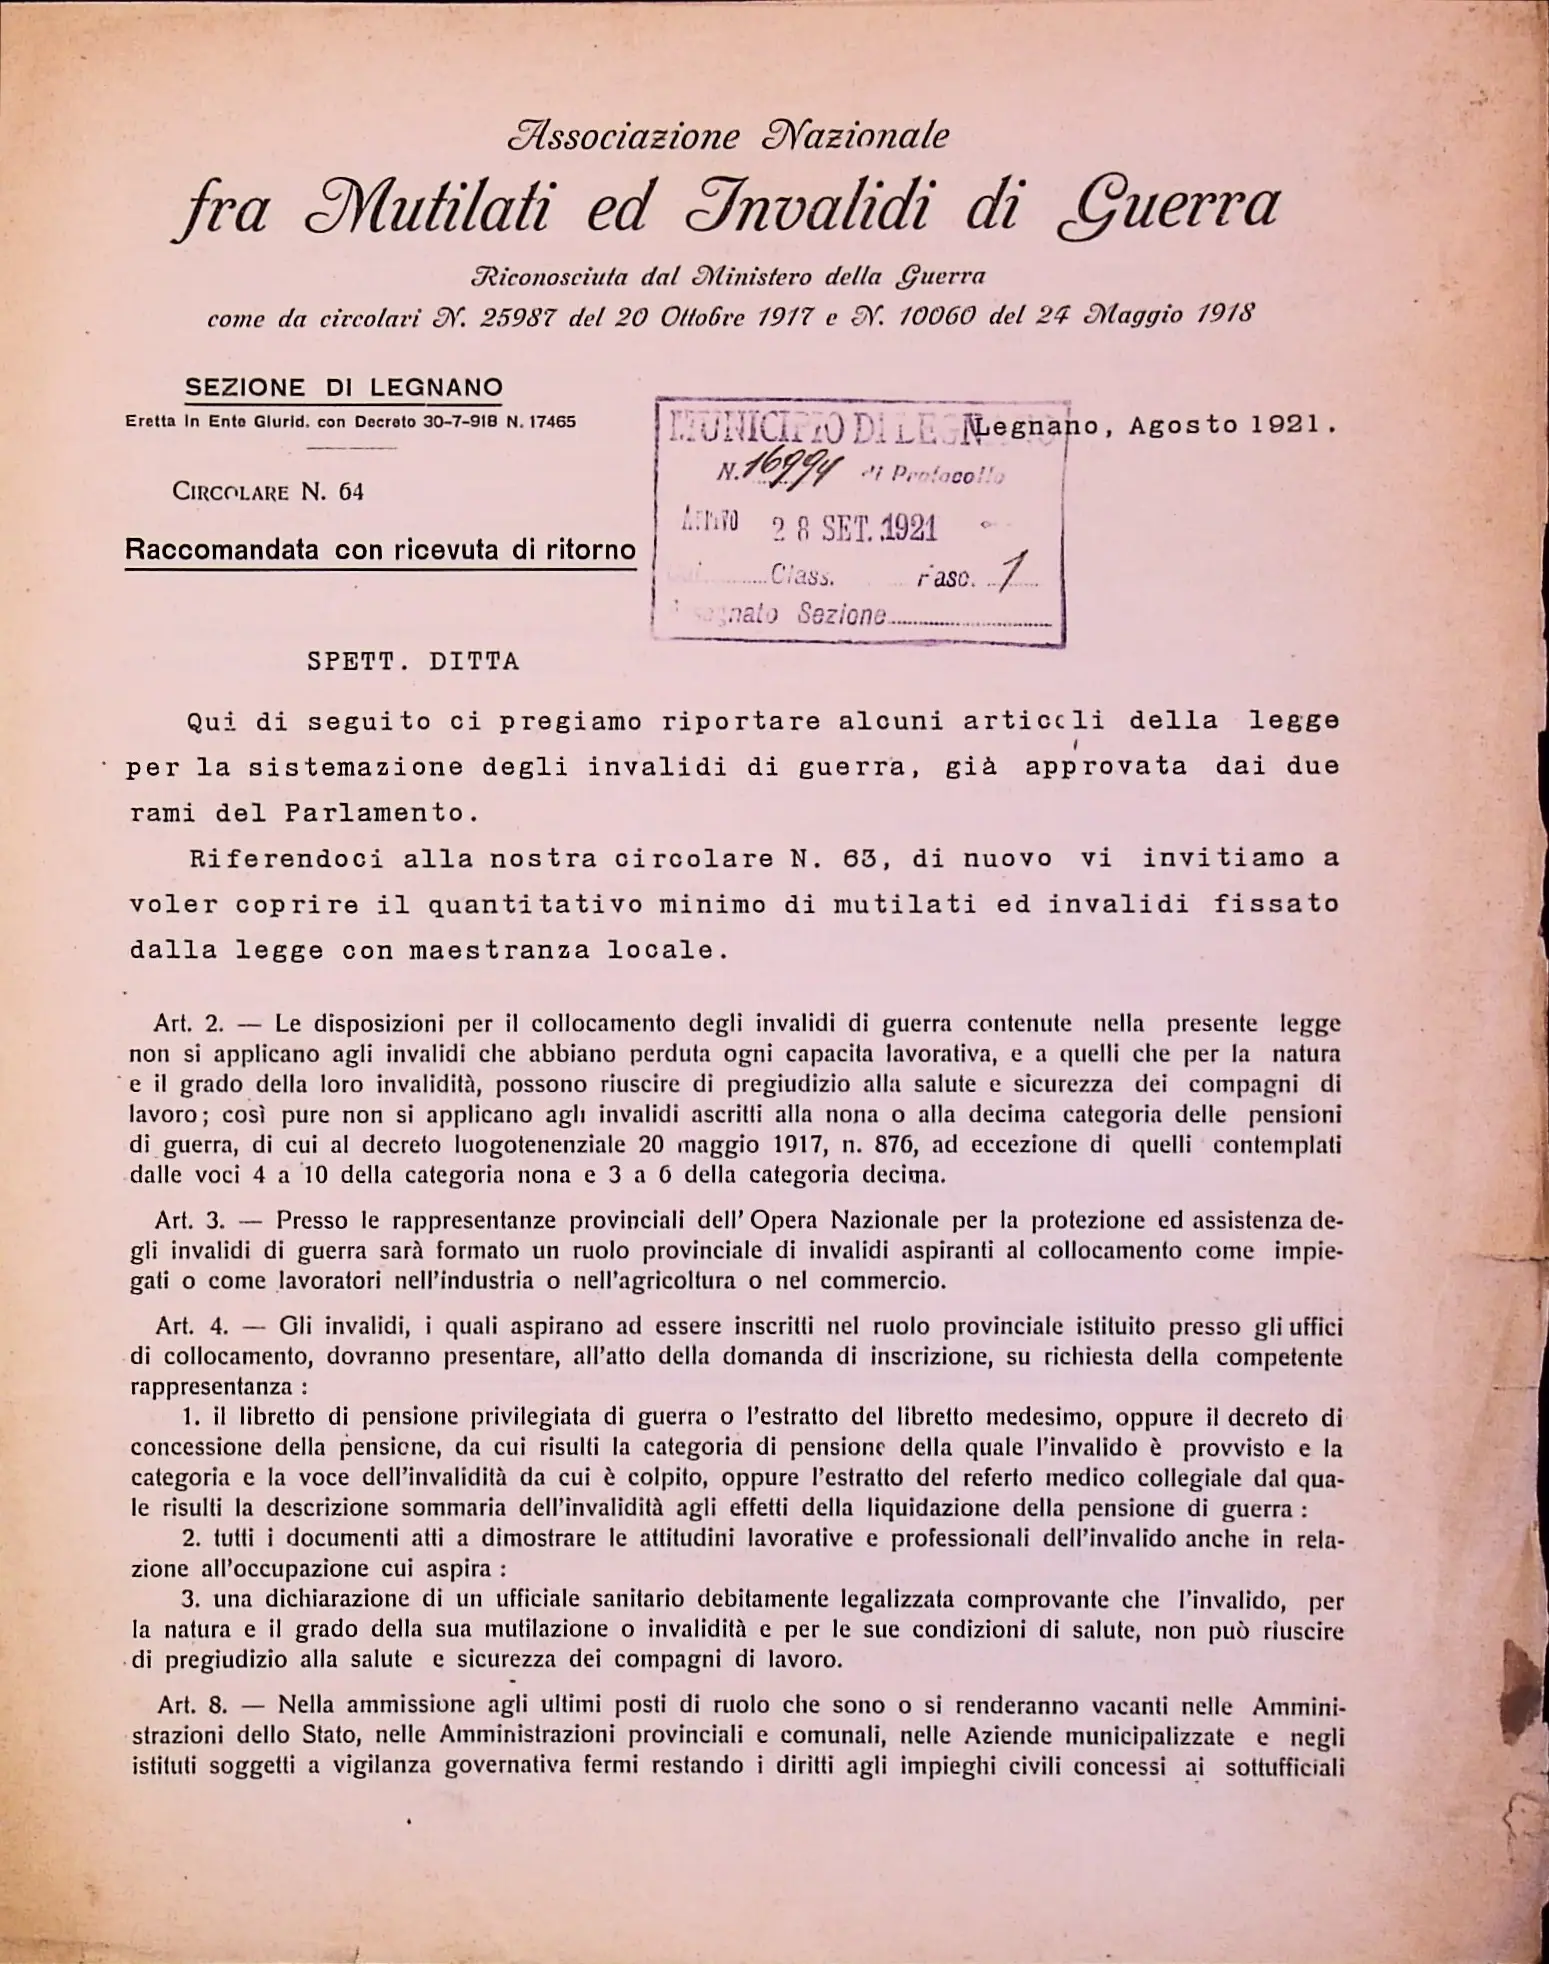 Associazione Nazionale
fra Mutilati ed Invalidi di Guerra
Riconosciuta dal Ministero della Guerra
come da circolari N. 25987 del 20 Ottobre 1917 e N. 10060 del 24 Maggio 1918
SEZIONE DI LEGNANO
Eretta in Ente Giurid. con Decreto 30-7-918 N. 17465
CIRCOLARE N. 64
Raccomandata con ricevuta di ritorno
MUNICIPIO DI LEGNANO
N. 16994 di Protocollo
ARRIVO 28 SET. 1921
Class. Fasc. 1
Assegnato Sezione
Legnano, Agosto 1921.
SPETT. DITTA
Qui di seguito ci pregiamo riportare alcuni articoli della legge
per la sistemazione degli invalidi di guerra, già approvata dai due
rami del Parlamento.
Riferendoci alla nostra circolare N. 63, di nuovo vi invitiamo a
voler coprire il quantitativo minimo di mutilati ed invalidi fissato
dalla legge con maestranza locale.
Art. 2. — Le disposizioni per il collocamento degli invalidi di guerra contenute nella presente legge
non si applicano agli invalidi che abbiano perduta ogni capacita lavorativa, e a quelli che per la natura
e il grado della loro invalidità, possono riuscire di pregiudizio alla salute e sicurezza dei compagni di
lavoro; così pure non si applicano agli invalidi ascritti alla nona o alla decima categoria delle pensioni
di guerra, di cui al decreto luogotenenziale 20 maggio 1917, n. 876, ad eccezione di quelli contemplati
dalle voci 4 a 10 della categoria nona e 3 a 6 della categoria decima.
Art. 3. — Presso le rappresentanze provinciali dell'Opera Nazionale per la protezione ed assistenza de-
gli invalidi di guerra sarà formato un ruolo provinciale di invalidi aspiranti al collocamento come impie-
gati o come lavoratori nell'industria o nell'agricoltura o nel commercio.
Art. 4. — Gli invalidi, i quali aspirano ad essere inscritti nel ruolo provinciale istituito presso gli uffici
di collocamento, dovranno presentare, all'atto della domanda di inscrizione, su richiesta della competente
rappresentanza :
1. il libretto di pensione privilegiata di guerra o l'estratto del libretto medesimo, oppure il decreto di
concessione della pensione, da cui risulti la categoria di pensione della quale l'invalido è provvisto e la
categoria e la voce dell'invalidità da cui è colpito, oppure l'estratto del referto medico collegiale dal qua-
le risulti la descrizione sommaria dell'invalidità agli effetti della liquidazione della pensione di guerra :
2. tutti i documenti atti a dimostrare le attitudini lavorative e professionali dell'invalido anche in rela-
zione all'occupazione cui aspira :
3. una dichiarazione di un ufficiale sanitario debitamente legalizzata comprovante che l'invalido, per
la natura e il grado della sua mutilazione o invalidità e per le sue condizioni di salute, non può riuscire
di pregiudizio alla salute e sicurezza dei compagni di lavoro.
Art. 8. — Nella ammissione agli ultimi posti di ruolo che sono o si renderanno vacanti nelle Ammini-
strazioni dello Stato, nelle Amministrazioni provinciali e comunali, nelle Aziende municipalizzate e negli
istituti soggetti a vigilanza governativa fermi restando i diritti agli impieghi civili concessi ai sottufficiali